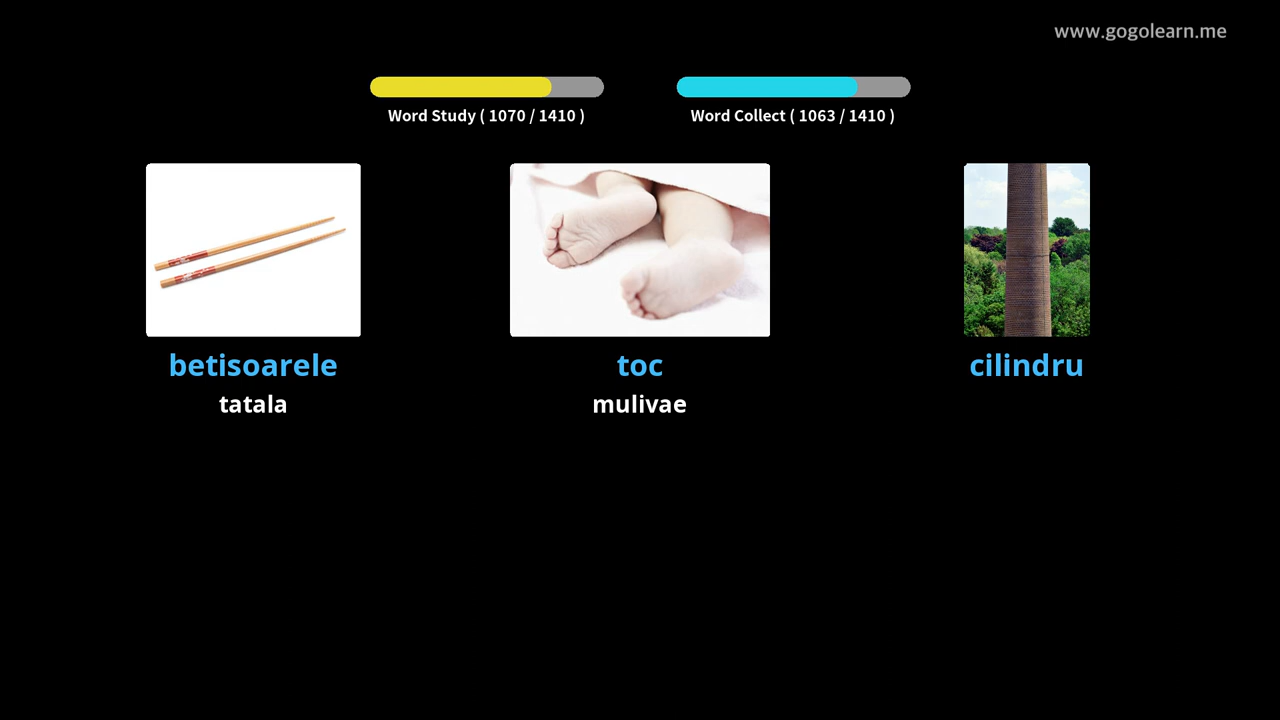 www.gogolearn.me
Word Study ( 1070 / 1410 )
Word Collect ( 1063 / 1410 )
betisoarele
tatala
toc
mulivae
cilindru